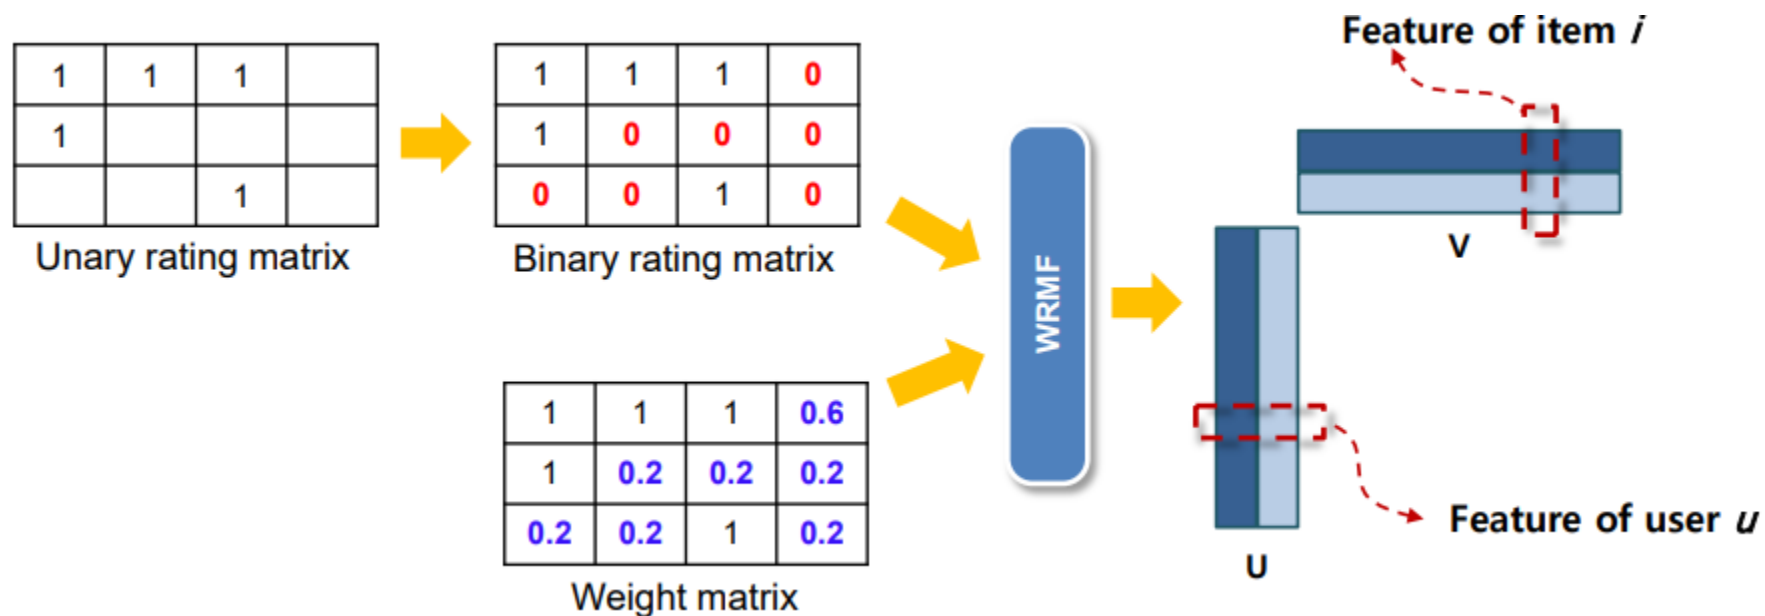 1 1 1
1
1
Unary rating matrix
1 1 1 0
1 0 0 0
0 0 1 0
Binary rating matrix
1 1 1 0.6
1 0.2 0.2 0.2
0.2 0.2 1 0.2
Weight matrix
WRMF
Feature of item i
V
U
Feature of user u